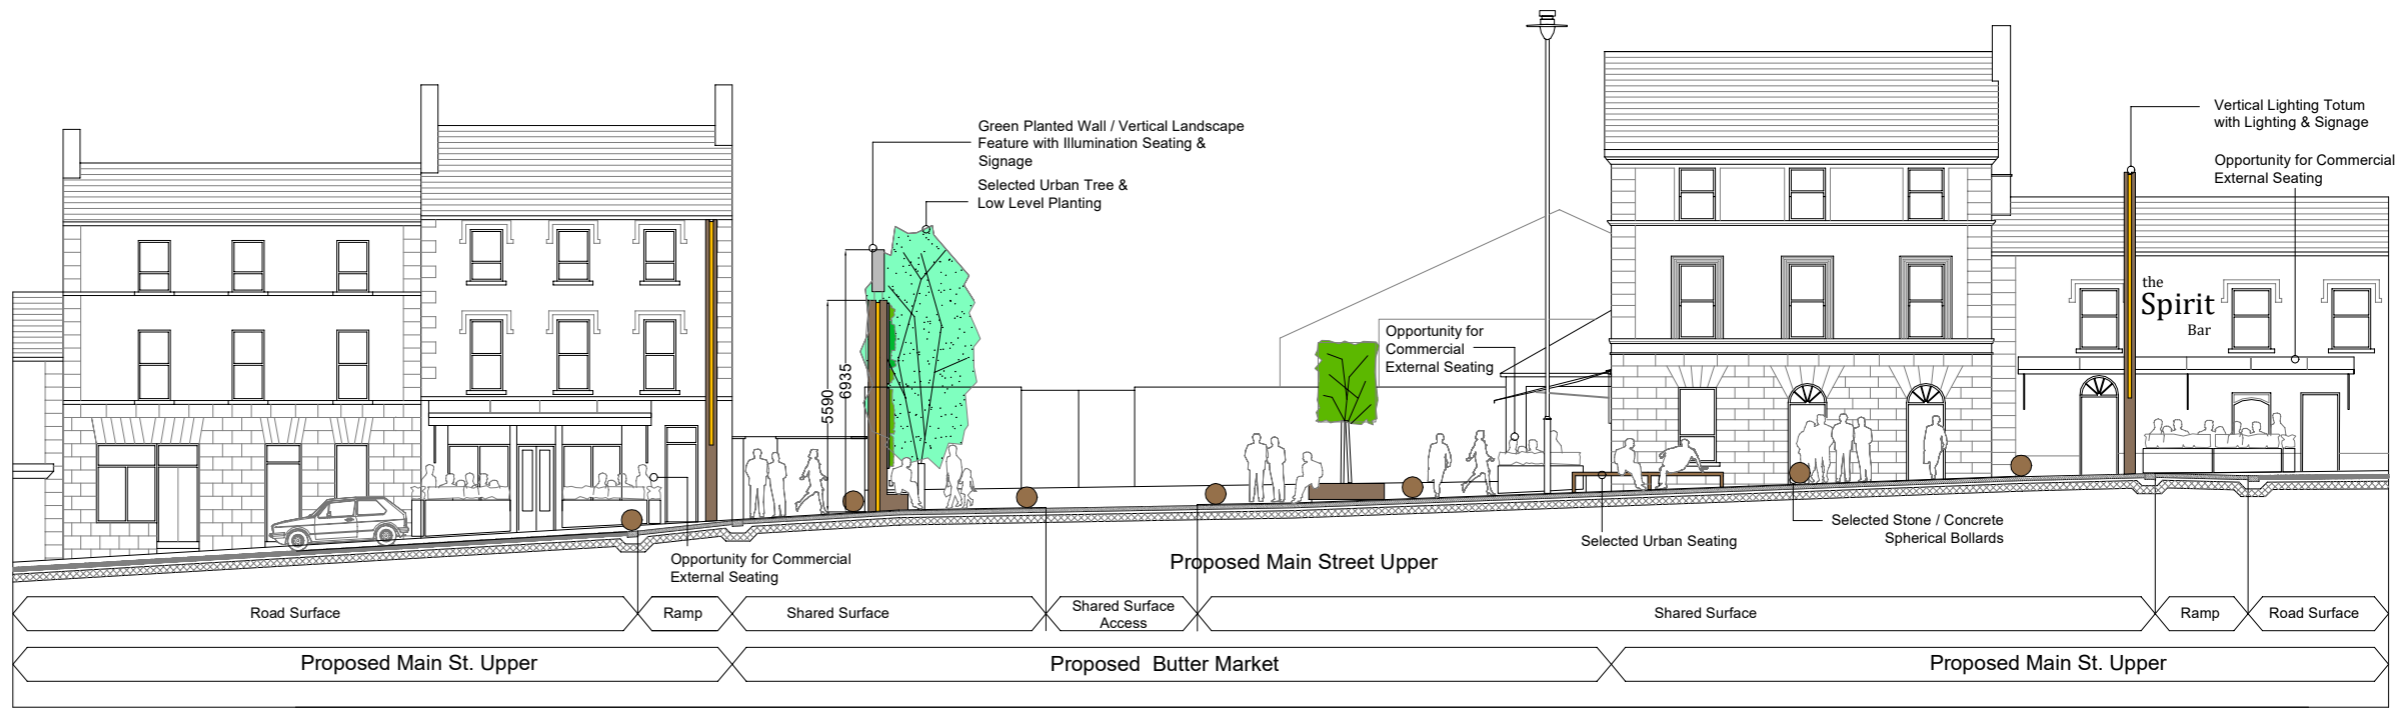 Green Planted Wall / Vertical Landscape
Feature with Illumination Seating &
Signage
Selected Urban Tree &
Low Level Planting
Vertical Lighting Totum
with Lighting & Signage
Opportunity for Commercial
External Seating
the
Spirit
Bar
Opportunity for
Commercial
External Seating
5590
6935
Opportunity for Commercial
External Seating
Selected Urban Seating
Selected Stone / Concrete
Spherical Bollards
Proposed Main Street Upper
Road Surface
Ramp
Shared Surface
Shared Surface
Access
Shared Surface
Ramp
Road Surface
Proposed Main St. Upper
Proposed Butter Market
Proposed Main St. Upper